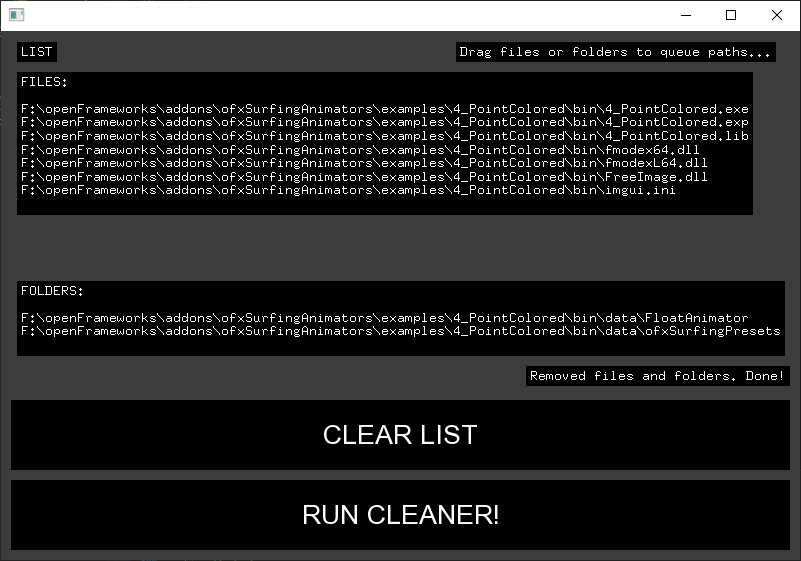 LIST
Drag files or folders to queue paths...
FILES:
F:\openFrameworks\addons\ofxSurfingAnimators\examples\4_PointColored\bin\4_PointColored.exe
F:\openFrameworks\addons\ofxSurfingAnimators\examples\4_PointColored\bin\4_PointColored.exp
F:\openFrameworks\addons\ofxSurfingAnimators\examples\4_PointColored\bin\4_PointColored.lib
F:\openFrameworks\addons\ofxSurfingAnimators\examples\4_PointColored\bin\fmodex64.dll
F:\openFrameworks\addons\ofxSurfingAnimators\examples\4_PointColored\bin\fmodexL64.dll
F:\openFrameworks\addons\ofxSurfingAnimators\examples\4_PointColored\bin\FreeImage.dll
F:\openFrameworks\addons\ofxSurfingAnimators\examples\4_PointColored\bin\imgui.ini
FOLDERS:
F:\openFrameworks\addons\ofxSurfingAnimators\examples\4_PointColored\bin\data\FloatAnimator
F:\openFrameworks\addons\ofxSurfingAnimators\examples\4_PointColored\bin\data\ofxSurfingPresets
Removed files and folders. Done!
CLEAR LIST
RUN CLEANER!